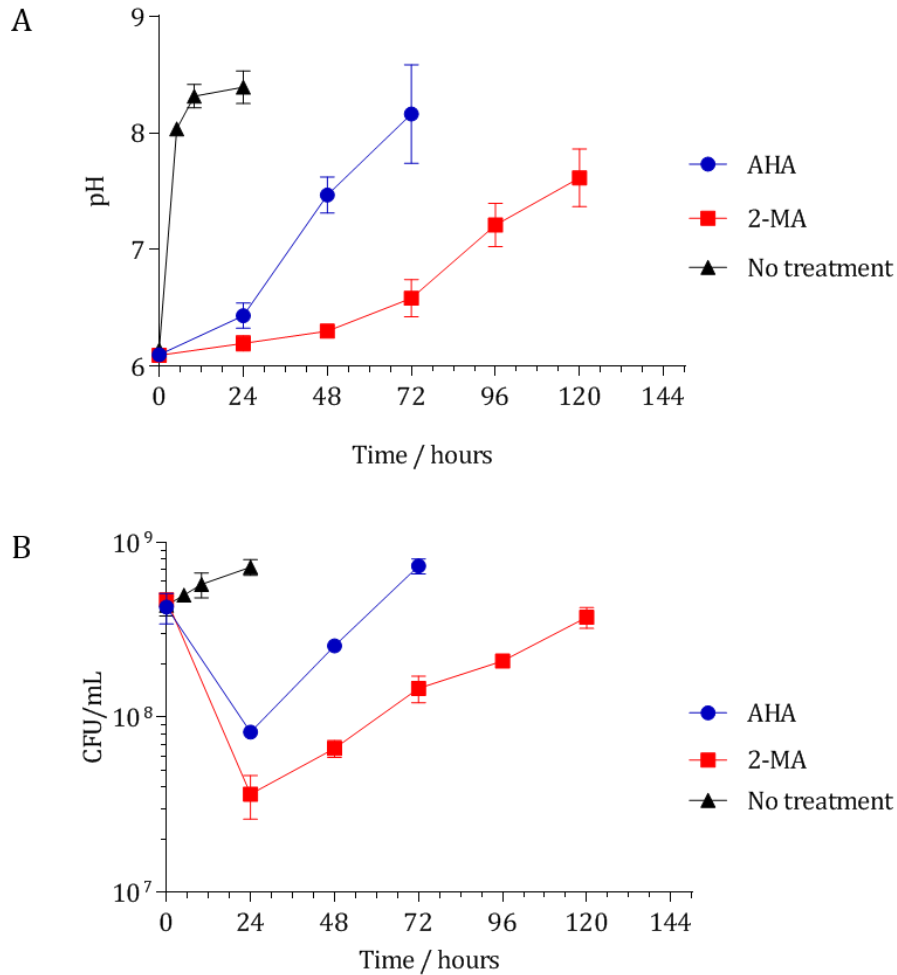 A
9
8
7
6
pH
0 24 48 72 96 120 144
Time / hours
AHA
2-MA
No treatment
B
10⁹
10⁸
10⁷
CFU/mL
0 24 48 72 96 120 144
Time / hours
AHA
2-MA
No treatment